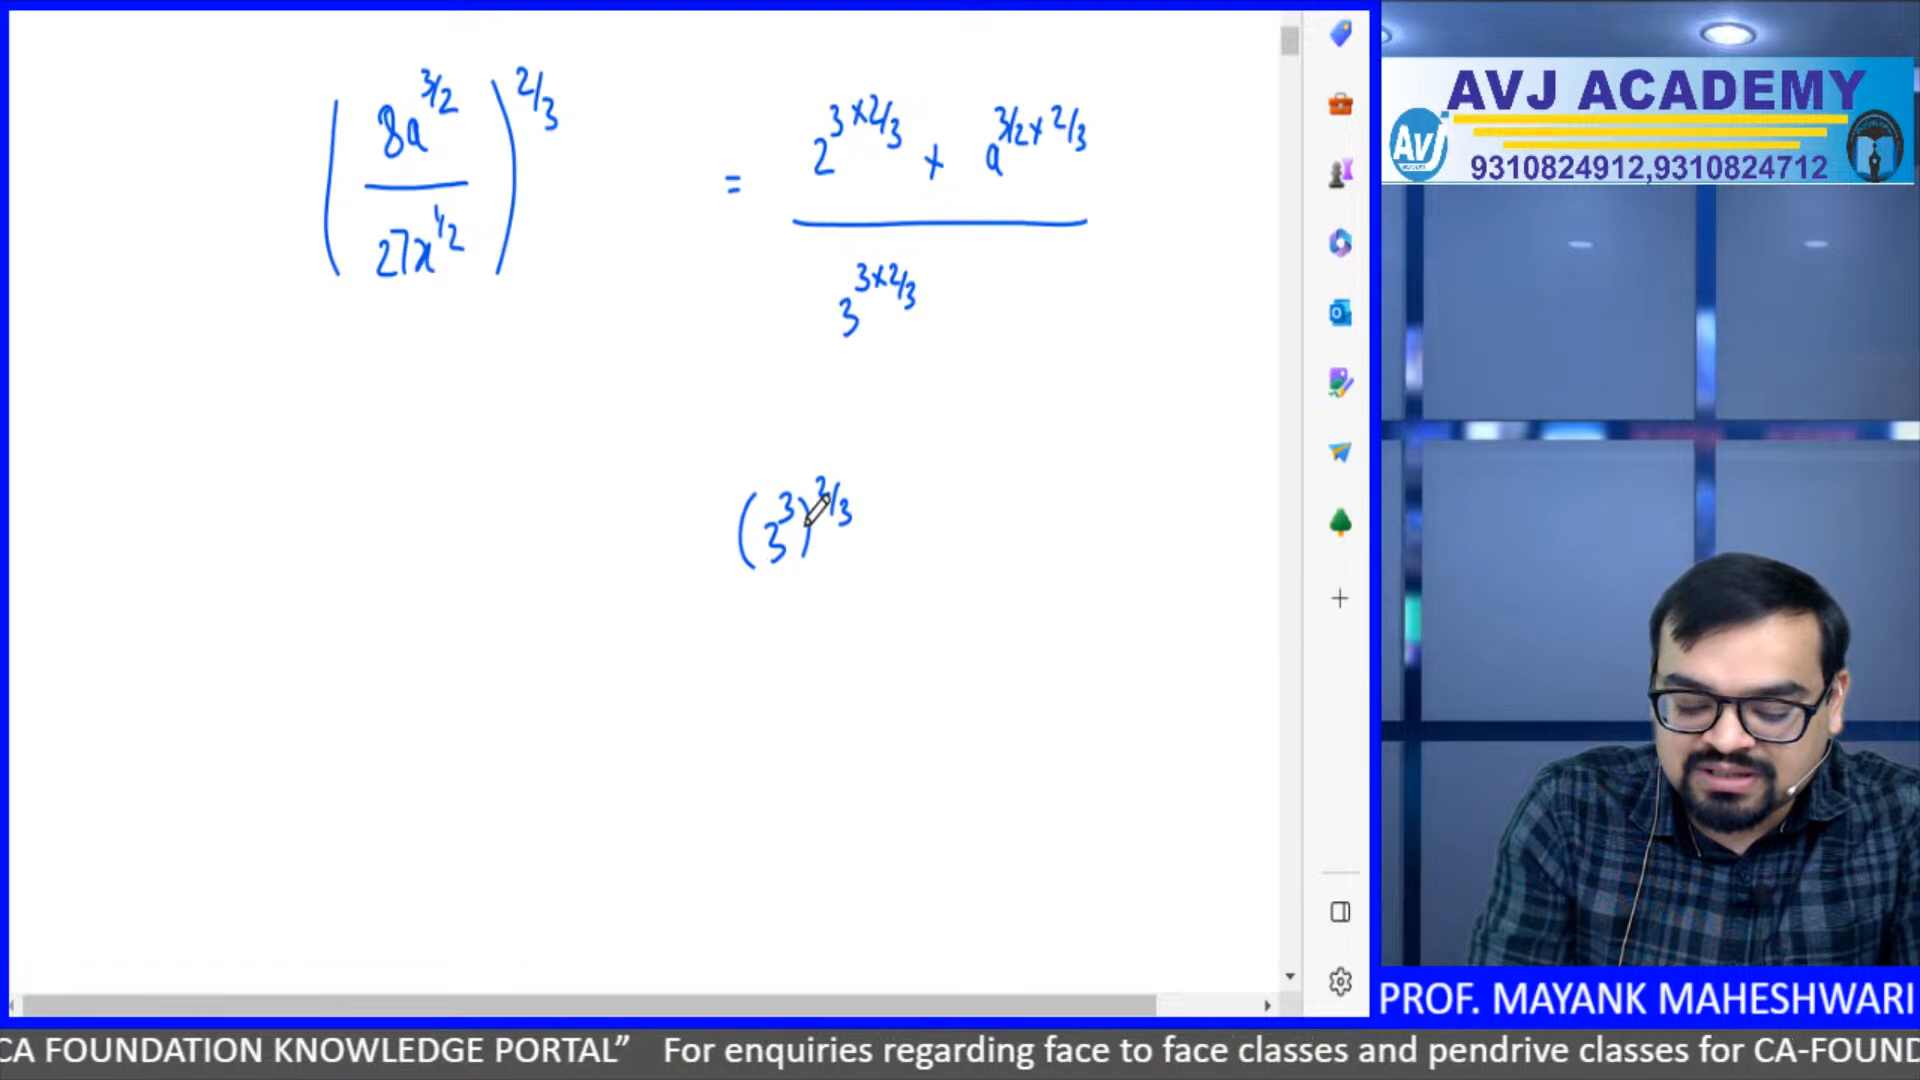 (8a^3/2 / 27x^1/2)^2/3 = 2^3×2/3 × a^3/2×2/3 / 3^3×2/3
(3^3)^2/3
AVJ ACADEMY
AVJ
9310824912,9310824712
PROF. MAYANK MAHESHWARI
CA FOUNDATION KNOWLEDGE PORTAL” For enquiries regarding face to face classes and pendrive classes for CA-FOUND